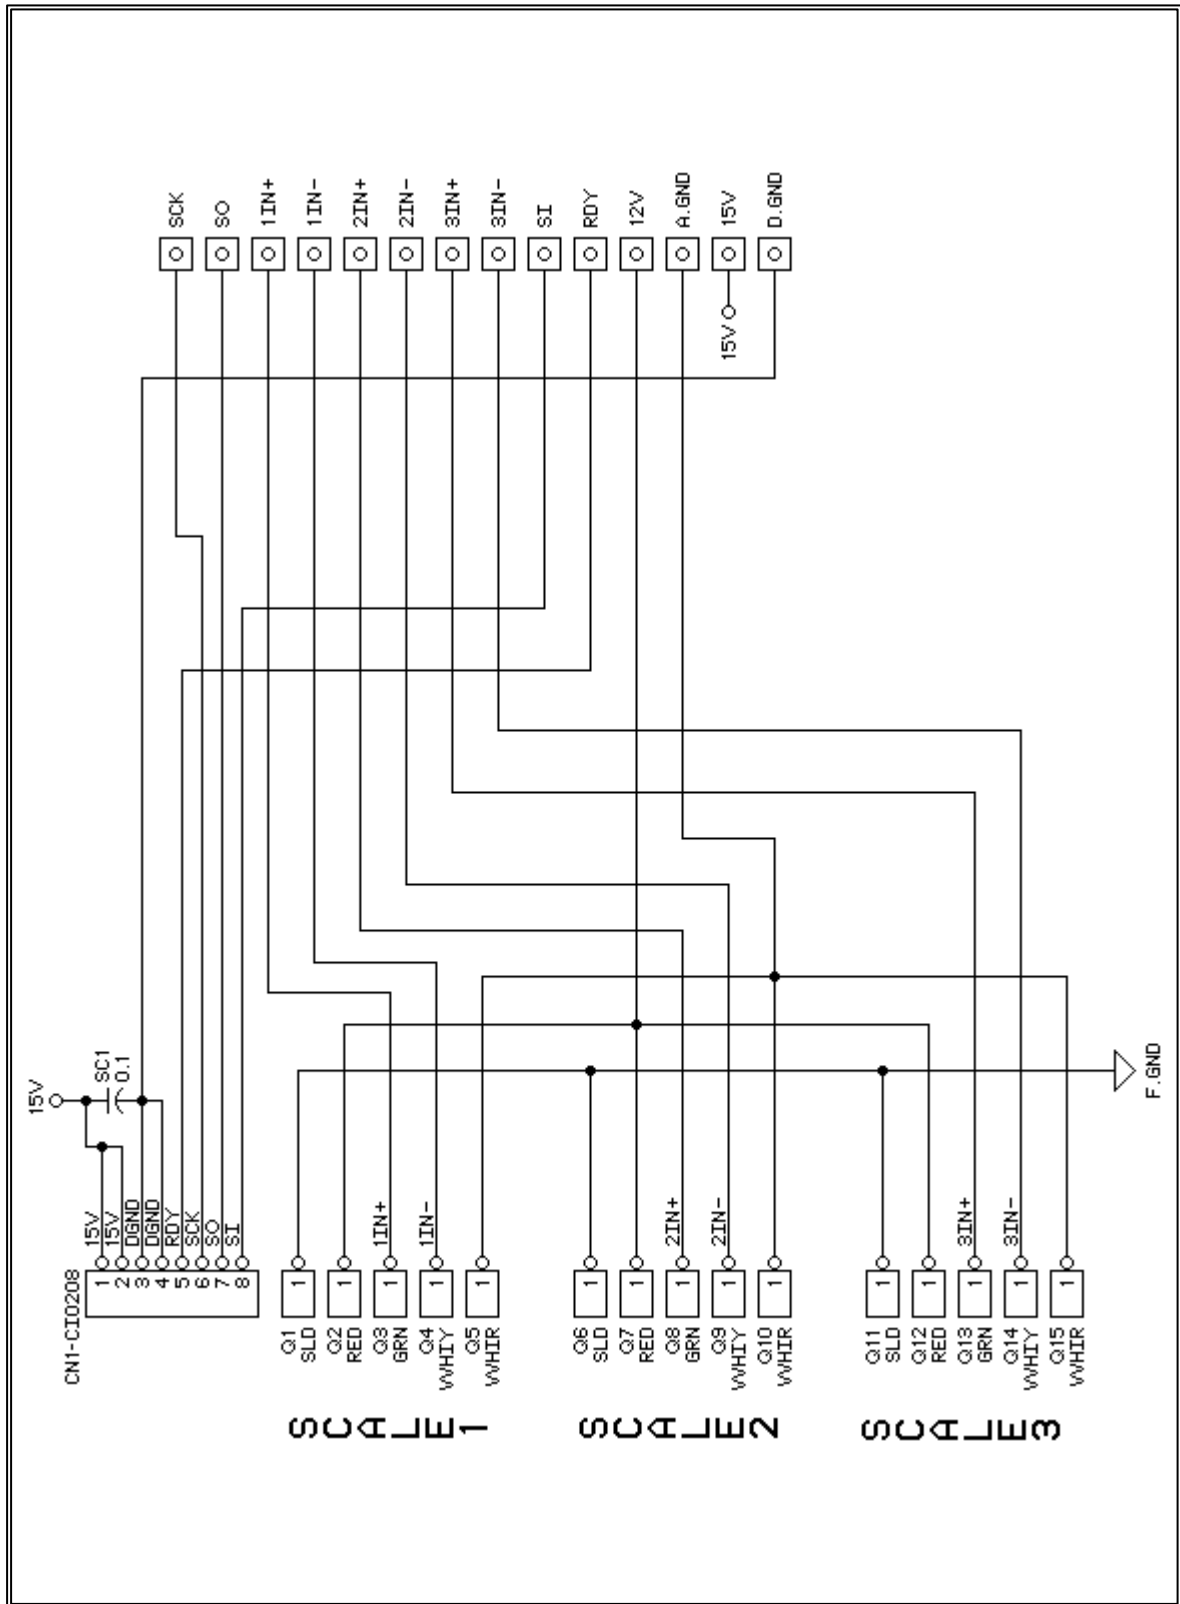 SCK
SO
1IN+
1IN-
2IN+
2IN-
3IN+
3IN-
SI
RDY
12V
A.GND
15V
D.GND
15V
15V
SC1
0.1
CN1-CIO208
1 15V
2 15V
3 DGND
4 DGND
5 RDY
6 SCK
7 SO
8 SI
SCALE1
Q1
SLD
1
Q2
RED
1
Q3
GRN
1
1IN+
Q4
WHIY
1
1IN-
Q5
WHIR
1
SCALE2
Q6
SLD
1
Q7
RED
1
Q8
GRN
1
2IN+
Q9
WHIY
1
2IN-
Q10
WHIR
1
SCALE3
Q11
SLD
1
Q12
RED
1
Q13
GRN
1
3IN+
Q14
WHIY
1
3IN-
Q15
WHIR
1
F.GND